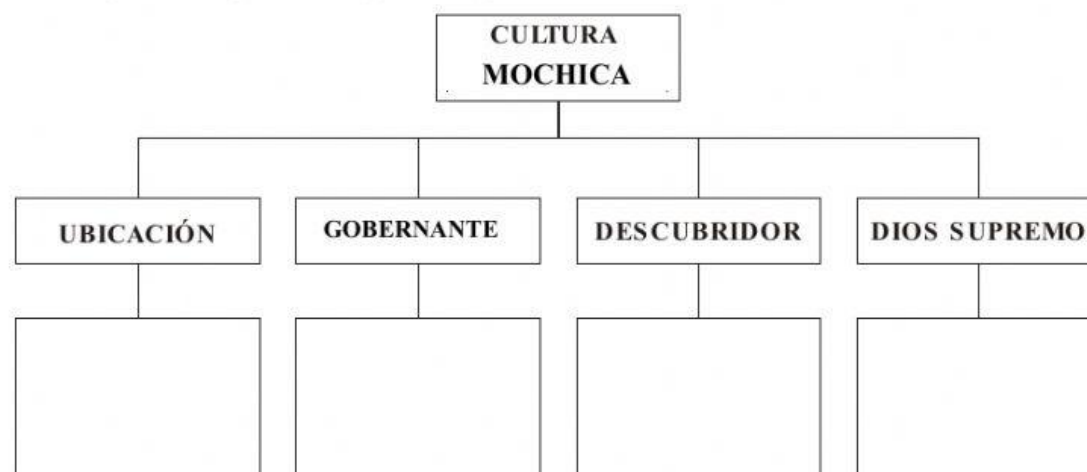 CULTURA
MOCHICA
UBICACIÓN
GOBERNANTE
DESCUBRIDOR
DIOS SUPREMO